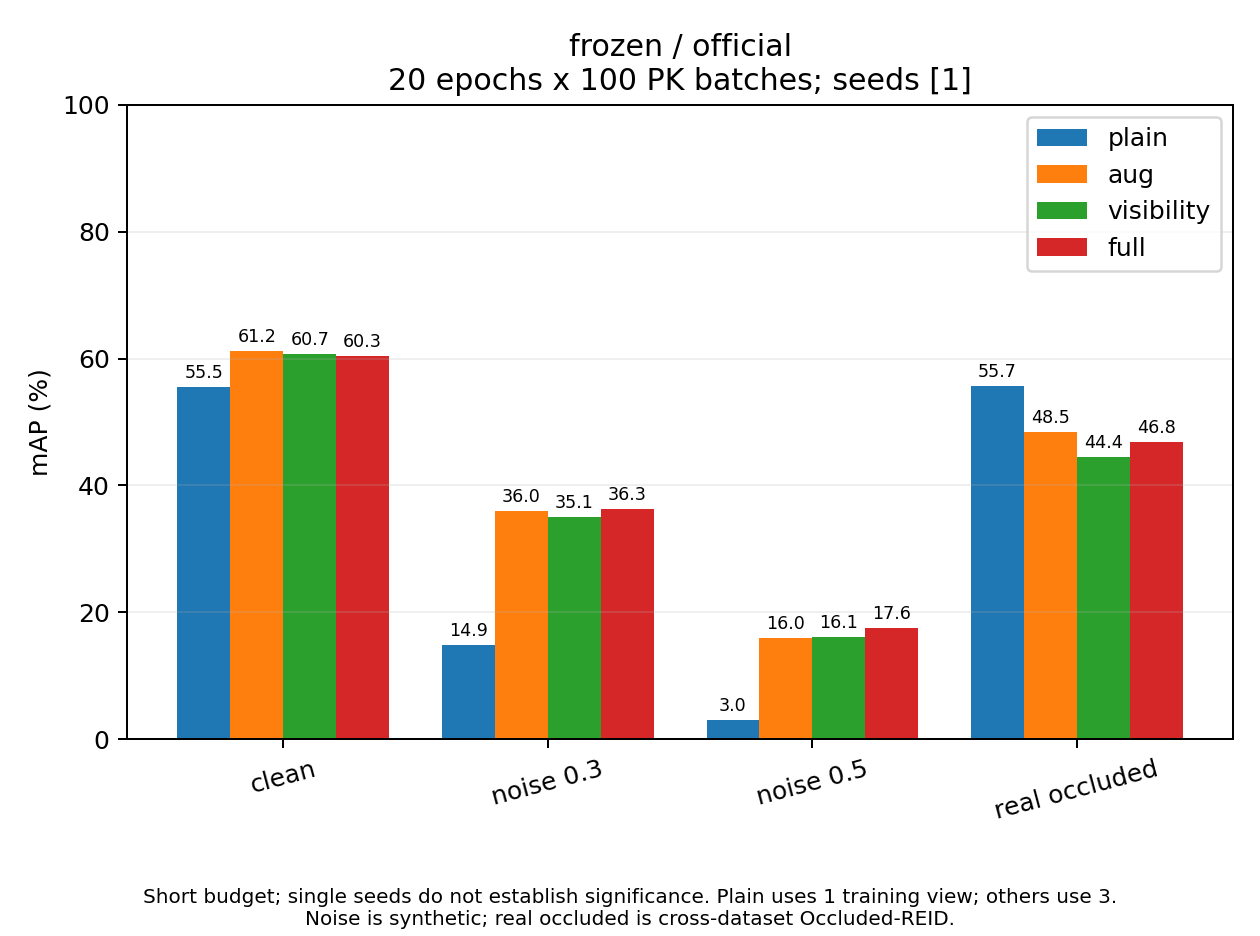 frozen / official
20 epochs x 100 PK batches; seeds [1]
100
80
60
40
20
0
mAP (%)
plain
aug
visibility
full
55.5
61.2
60.7
60.3
14.9
36.0
35.1
36.3
3.0
16.0
16.1
17.6
55.7
48.5
44.4
46.8
clean
noise 0.3
noise 0.5
real occluded
Short budget; single seeds do not establish significance. Plain uses 1 training view; others use 3.
Noise is synthetic; real occluded is cross-dataset Occluded-REID.